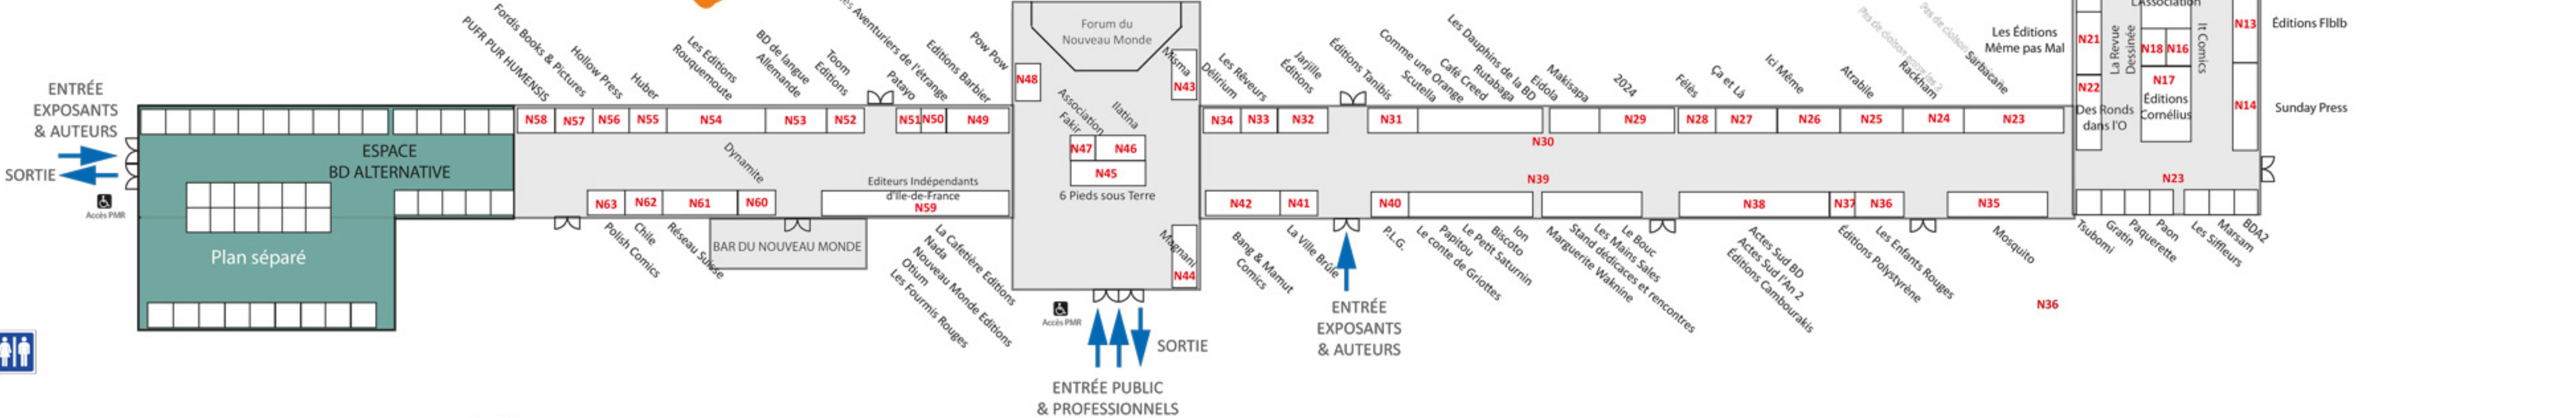 ENTRÉE
EXPOSANTS
& AUTEURS
SORTIE
Accès PMR
ESPACE
BD ALTERNATIVE
Plan séparé
PUFR PUR HUMENSIS
Fordis Books & Pictures
Hollow Press
Huber
Les Editions
Rouquemoute
BD de langue
Allemande
Toom
Editions
Patayo
Les Aventuriers de l'étrange
Editions Barbier
Pow Pow
N58
N57
N56
N55
N54
N53
N52
N51
N50
N49
Dynamite
Editeurs Indépendants
d'Ile-de-France
N59
N63
N62
N61
N60
Polish Comics
Chile
Réseau Suisse
BAR DU NOUVEAU MONDE
La Cafetière Editions
Nada
Nouveau Monde Editions
Otium
Les Fourmis Rouges
Forum du
Nouveau Monde
N48
Misma
N43
Association
Fakir
Ilatina
N47
N46
N45
6 Pieds sous Terre
Magnani
N44
Accès PMR
SORTIE
ENTRÉE PUBLIC
& PROFESSIONNELS
Délirium
Les Rêveurs
Jarjille
Éditions
Éditions Tanibis
Scutella
Comme une Orange
Café Creed
Rutabaga
Les Dauphins de la BD
Eidola
Makisapa
2024
Félès
Ça et Là
Ici Même
Atrabile
Rackham
Sarbacane
Pas de cloison
N34
N33
N32
N31
N30
N29
N28
N27
N26
N25
N24
N23
N39
N42
N41
N40
N38
N37
N36
N35
Bang & Mamut
Comics
La Ville Brûle
P.L.G.
Le conte de Griottes
Papitou
Le Petit Saturnin
Biscoto
Ion
Marguerite Waknine
Stand dédicaces et rencontres
Les Mains Sales
Le Bouc
Actes Sud BD
Actes Sud l'An 2
Éditions Cambourakis
Éditions Polystyrène
Les Enfants Rouges
Mosquito
N36
ENTRÉE
EXPOSANTS
& AUTEURS
Les Éditions
Même pas Mal
N21
N22
La Revue
Dessinée
Des Ronds
dans l'O
L'Association
N18
N16
N17
Éditions
Cornélius
It Comics
N13
Éditions Flblb
N14
Sunday Press
N23
Tsubomi
Gratin
Paquerette
Paon
Les Siffleurs
Marsam
BDA2